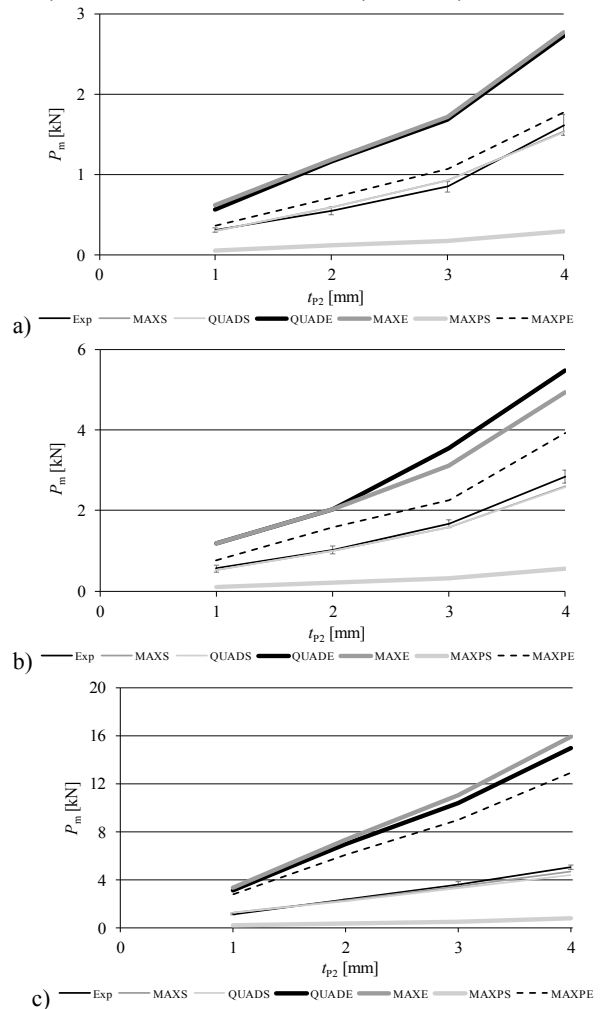 3
2
1
0
P_m [kN]
0 1 2 3 4
t_P2 [mm]
a) Exp MAXS QUADS QUADE MAXE MAXPS MAXPE
6
4
2
0
P_m [kN]
0 1 2 3 4
t_P2 [mm]
b) Exp MAXS QUADS QUADE MAXE MAXPS MAXPE
20
16
12
8
4
0
P_m [kN]
0 1 2 3 4
t_P2 [mm]
c) Exp MAXS QUADS QUADE MAXE MAXPS MAXPE